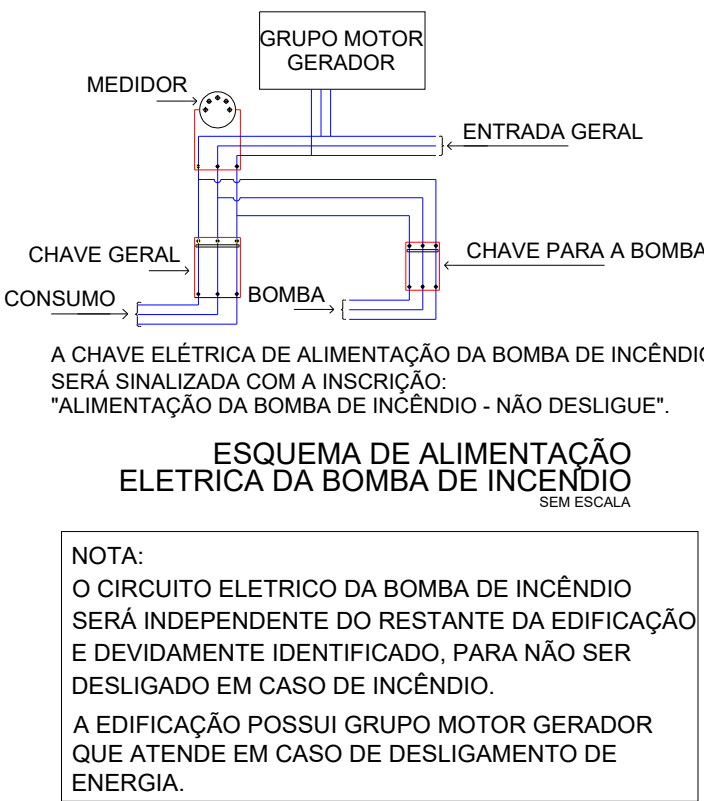 GRUPO MOTOR
GERADOR
MEDIDOR
ENTRADA GERAL
CHAVE GERAL
CHAVE PARA A BOMBA
CONSUMO
BOMBA
A CHAVE ELÉTRICA DE ALIMENTAÇÃO DA BOMBA DE INCÊNDIO
SERÁ SINALIZADA COM A INSCRIÇÃO:
"ALIMENTAÇÃO DA BOMBA DE INCÊNDIO - NÃO DESLIGUE".
ESQUEMA DE ALIMENTAÇÃO
ELETRICA DA BOMBA DE INCENDIO
SEM ESCALA
NOTA:
O CIRCUITO ELETRICO DA BOMBA DE INCÊNDIO
SERÁ INDEPENDENTE DO RESTANTE DA EDIFICAÇÃO
E DEVIDAMENTE IDENTIFICADO, PARA NÃO SER
DESLIGADO EM CASO DE INCÊNDIO.
A EDIFICAÇÃO POSSUI GRUPO MOTOR GERADOR
QUE ATENDE EM CASO DE DESLIGAMENTO DE
ENERGIA.